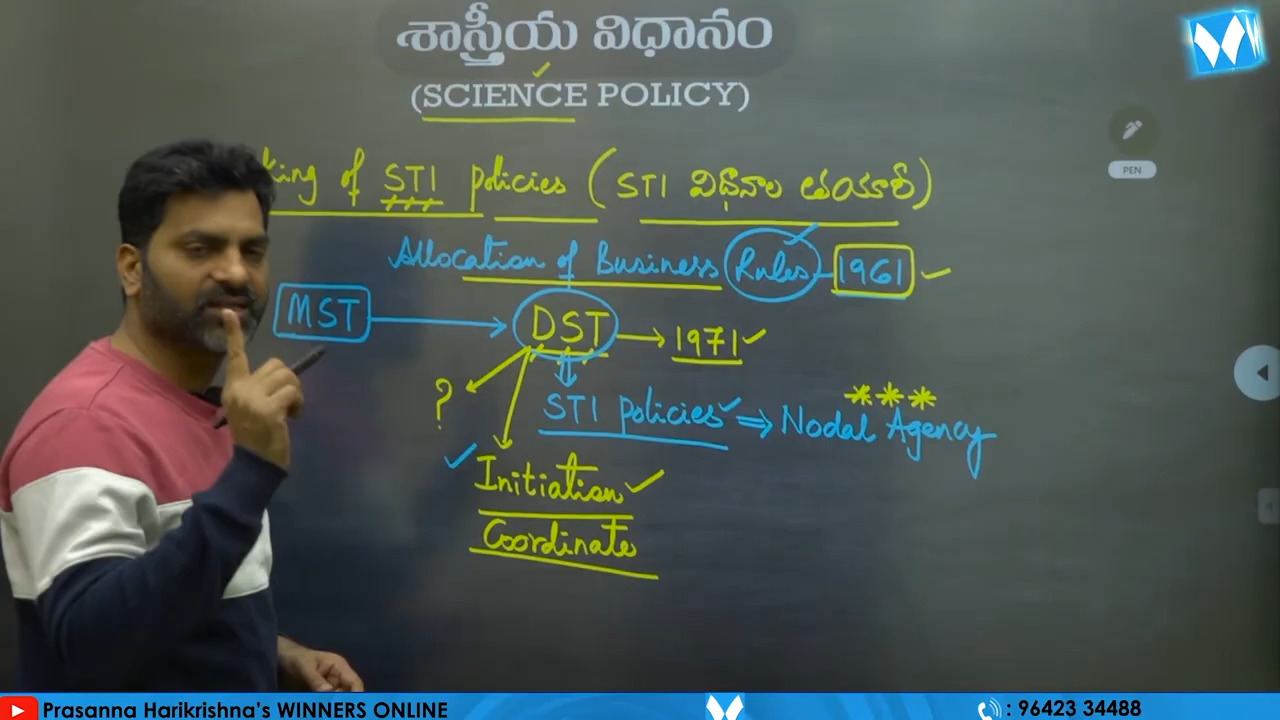 శాస్త్రీయ విధానం
(SCIENCE POLICY)
PEN
king of STI policies (STI విధానాల తయారీ)
Allocation of Business Rules - 1961
MST → DST → 1971
?
STI policies ⇒ Nodal Agency
Initiation
Coordinate
Prasanna Harikrishna's WINNERS ONLINE
: 96423 34488